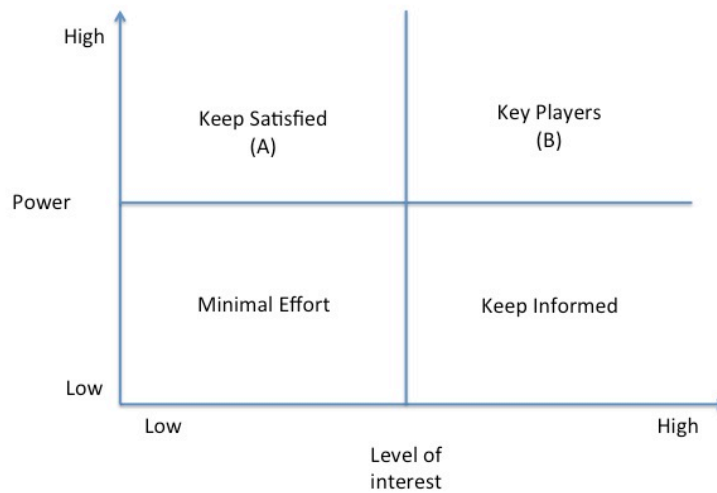 High
Keep Satisfied
(A)
Key Players
(B)
Power
Minimal Effort
Keep Informed
Low
Low
High
Level of
interest